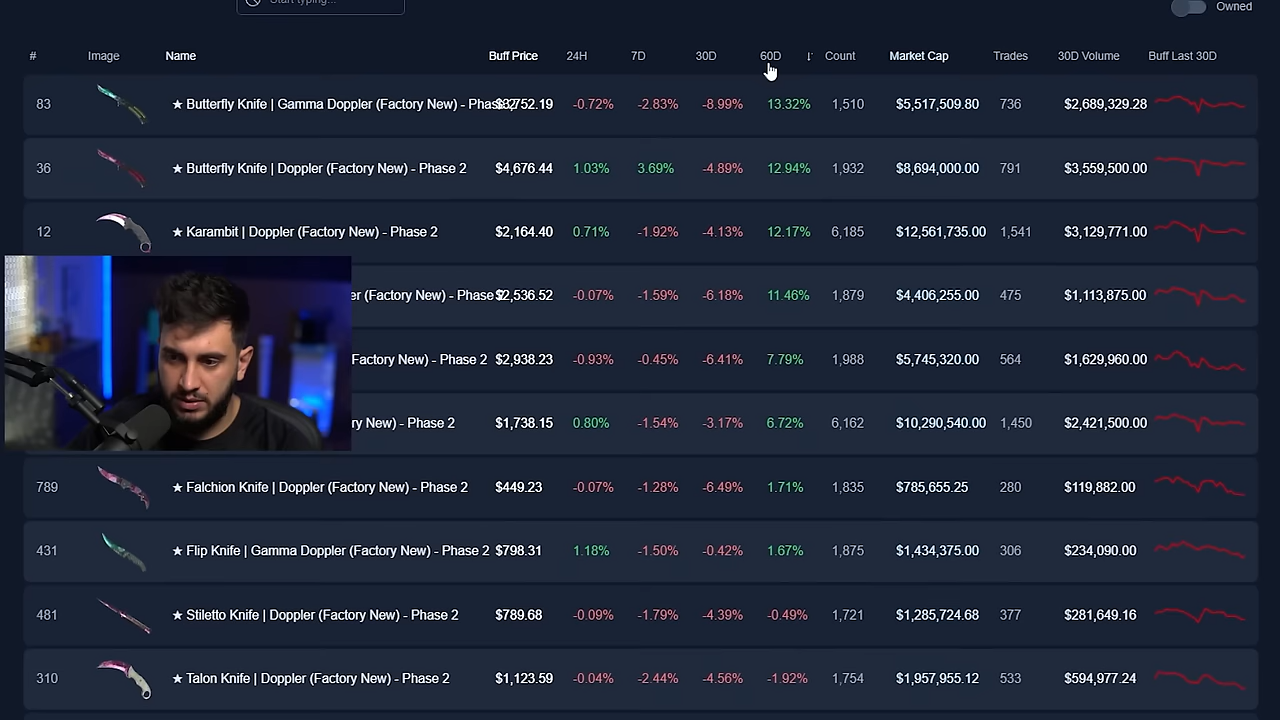 Start typing...
Owned
# Image Name Buff Price 24H 7D 30D 60D Count Market Cap Trades 30D Volume Buff Last 30D
83 ★ Butterfly Knife | Gamma Doppler (Factory New) - Phase 2 $3,752.19 -0.72% -2.83% -8.99% 13.32% 1,510 $5,517,509.80 736 $2,689,329.28
36 ★ Butterfly Knife | Doppler (Factory New) - Phase 2 $4,676.44 1.03% 3.69% -4.89% 12.94% 1,932 $8,694,000.00 791 $3,559,500.00
12 ★ Karambit | Doppler (Factory New) - Phase 2 $2,164.40 0.71% -1.92% -4.13% 12.17% 6,185 $12,561,735.00 1,541 $3,129,771.00
er (Factory New) - Phase 2 $2,536.52 -0.07% -1.59% -6.18% 11.46% 1,879 $4,406,255.00 475 $1,113,875.00
Factory New) - Phase 2 $2,938.23 -0.93% -0.45% -6.41% 7.79% 1,988 $5,745,320.00 564 $1,629,960.00
ry New) - Phase 2 $1,738.15 0.80% -1.54% -3.17% 6.72% 6,162 $10,290,540.00 1,450 $2,421,500.00
789 ★ Falchion Knife | Doppler (Factory New) - Phase 2 $449.23 -0.07% -1.28% -6.49% 1.71% 1,835 $785,655.25 280 $119,882.00
431 ★ Flip Knife | Gamma Doppler (Factory New) - Phase 2 $798.31 1.18% -1.50% -0.42% 1.67% 1,875 $1,434,375.00 306 $234,090.00
481 ★ Stiletto Knife | Doppler (Factory New) - Phase 2 $789.68 -0.09% -1.79% -4.39% -0.49% 1,721 $1,285,724.68 377 $281,649.16
310 ★ Talon Knife | Doppler (Factory New) - Phase 2 $1,123.59 -0.04% -2.44% -4.56% -1.92% 1,754 $1,957,955.12 533 $594,977.24